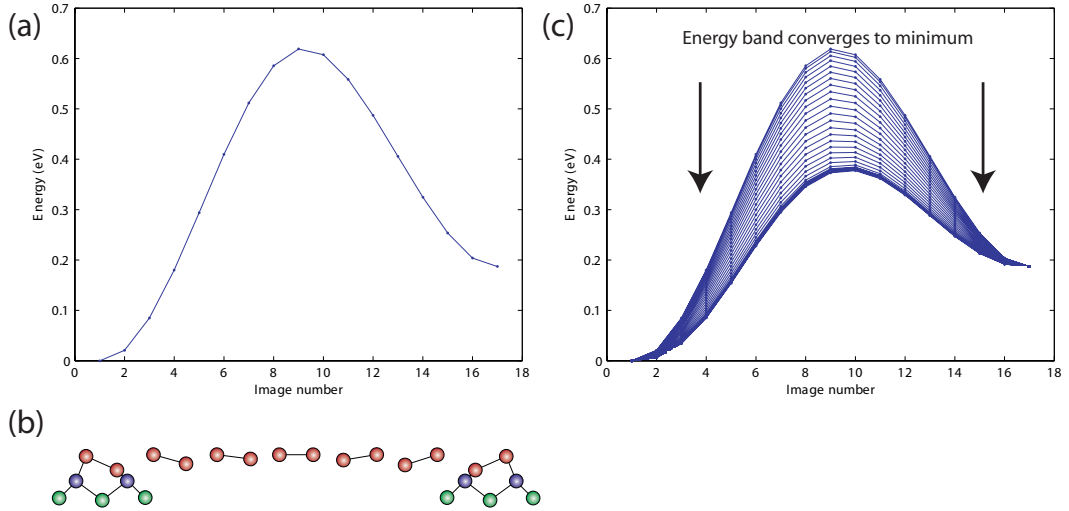 (a)
0.7
0.6
0.5
0.4
0.3
0.2
0.1
0
Energy (eV)
0 2 4 6 8 10 12 14 16 18
Image number
(c)
Energy band converges to minimum
0.7
0.6
0.5
0.4
0.3
0.2
0.1
0
Energy (eV)
0 2 4 6 8 10 12 14 16 18
Image number
(b)